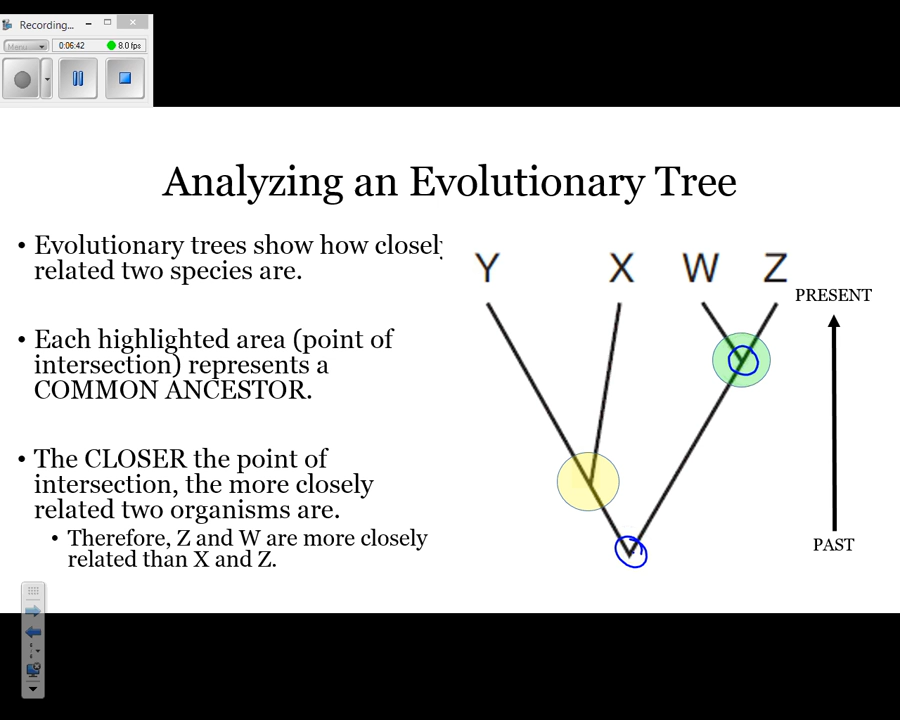 Recording...
Menu
0:06:42
8.0 fps
Analyzing an Evolutionary Tree
• Evolutionary trees show how closely
related two species are.
• Each highlighted area (point of
intersection) represents a
COMMON ANCESTOR.
• The CLOSER the point of
intersection, the more closely
related two organisms are.
• Therefore, Z and W are more closely
related than X and Z.
Y X W Z
PRESENT
PAST